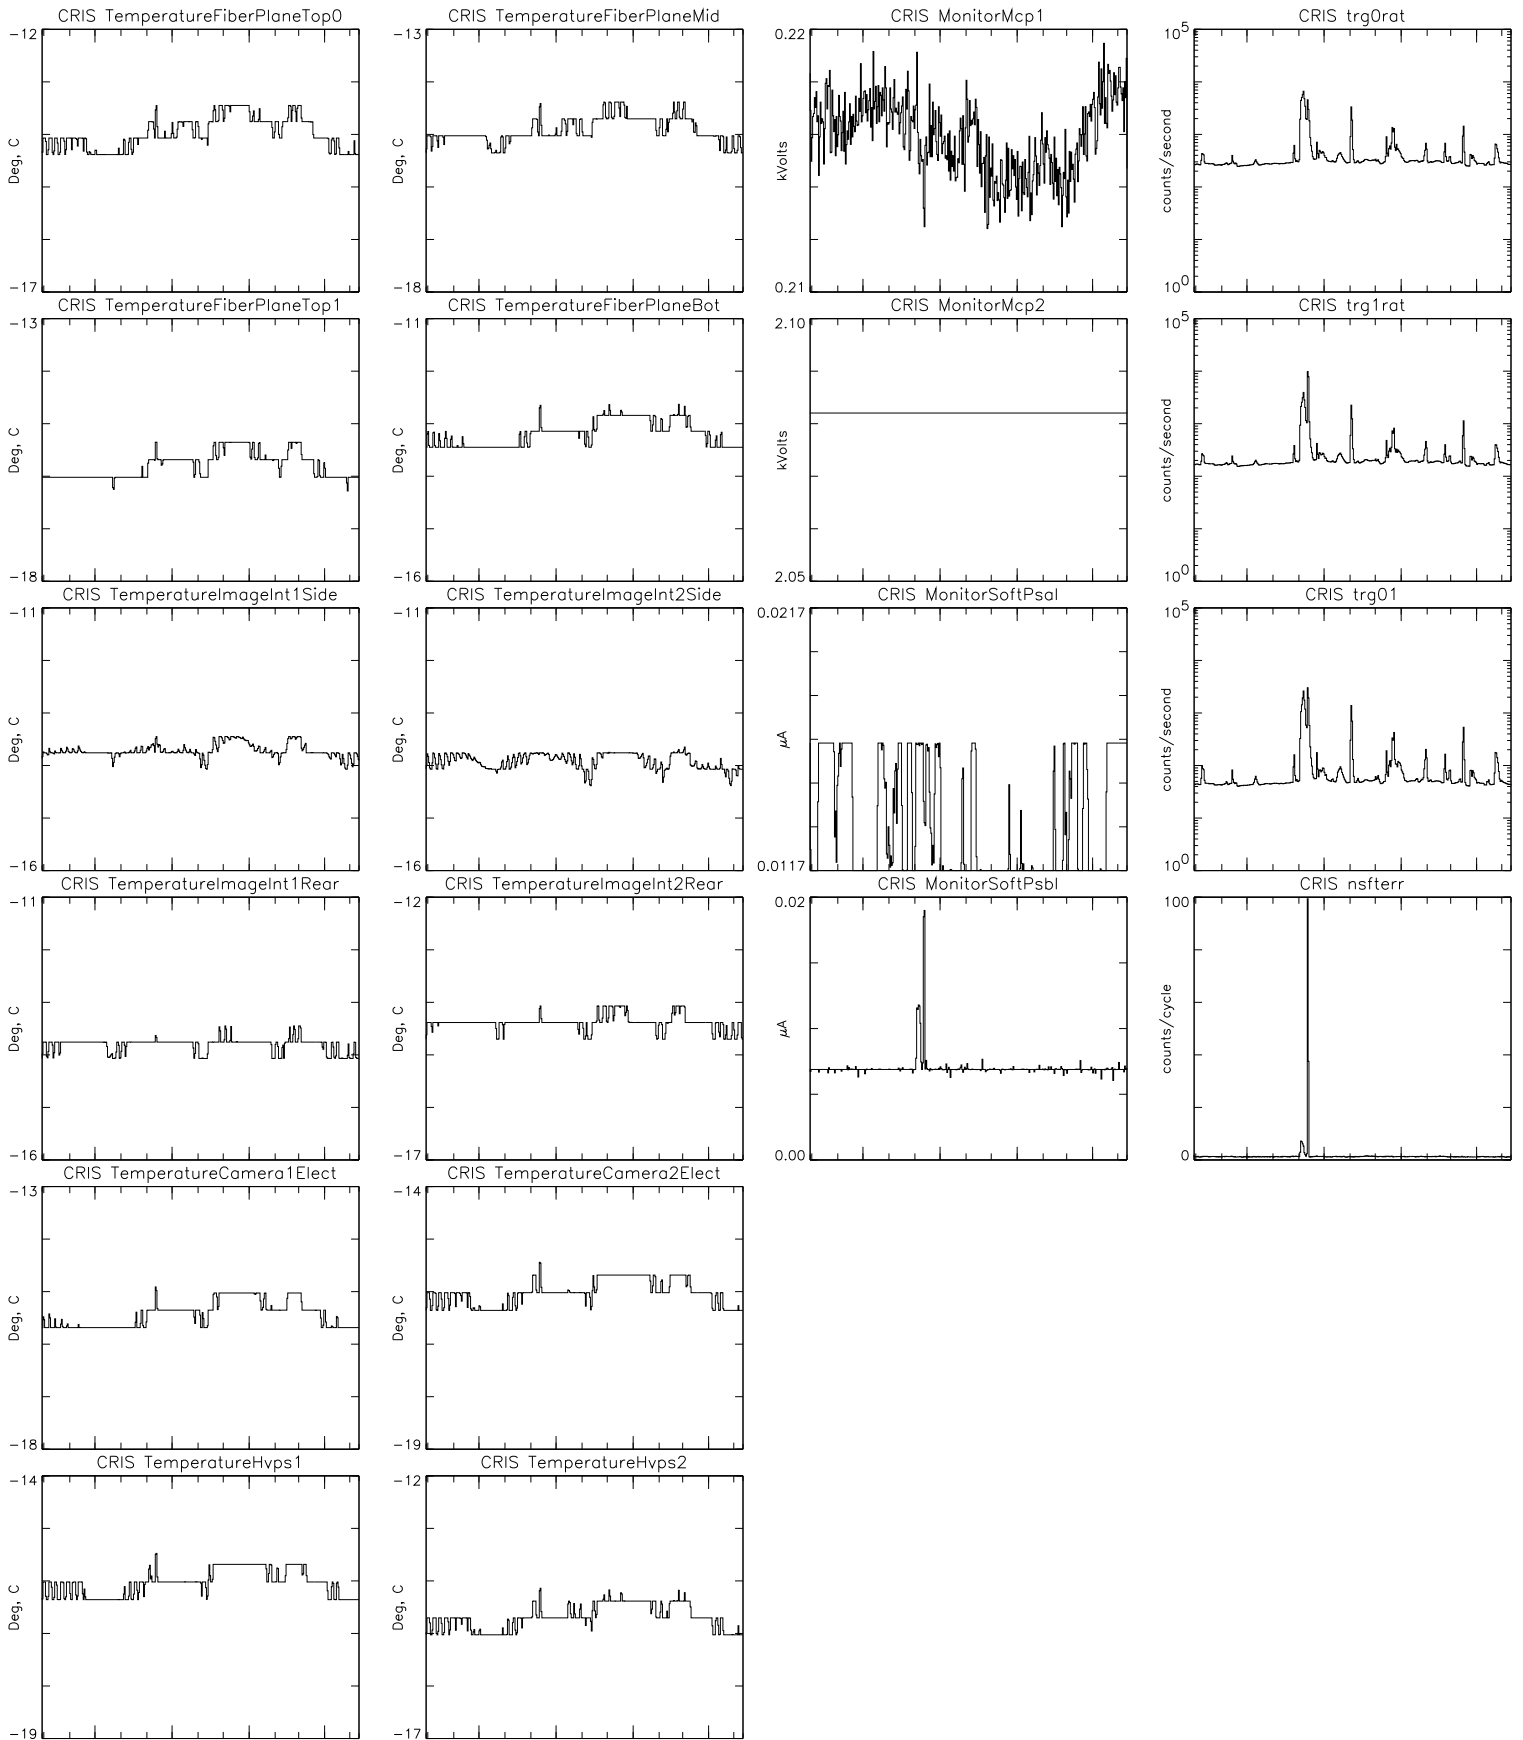 CRIS TemperatureFiberPlaneTop0
-12
Deg, C
-17
CRIS TemperatureFiberPlaneMid
-13
Deg, C
-18
CRIS MonitorMcp1
0.22
kVolts
0.21
CRIS trg0rat
10^5
counts/second
10^0
CRIS TemperatureFiberPlaneTop1
-13
Deg, C
-18
CRIS TemperatureFiberPlaneBot
-11
Deg, C
-16
CRIS MonitorMcp2
2.10
kVolts
2.05
CRIS trg1rat
10^5
counts/second
10^0
CRIS TemperatureImageInt1Side
-11
Deg, C
-16
CRIS TemperatureImageInt2Side
-11
Deg, C
-16
CRIS MonitorSoftPsaI
0.0217
μA
0.0117
CRIS trg01
10^5
counts/second
10^0
CRIS TemperatureImageInt1Rear
-11
Deg, C
-16
CRIS TemperatureImageInt2Rear
-12
Deg, C
-17
CRIS MonitorSoftPsbI
0.02
μA
0.00
CRIS nsfterr
100
counts/cycle
0
CRIS TemperatureCamera1Elect
-13
Deg, C
-18
CRIS TemperatureCamera2Elect
-14
Deg, C
-19
CRIS TemperatureHvps1
-14
Deg, C
-19
CRIS TemperatureHvps2
-12
Deg, C
-17